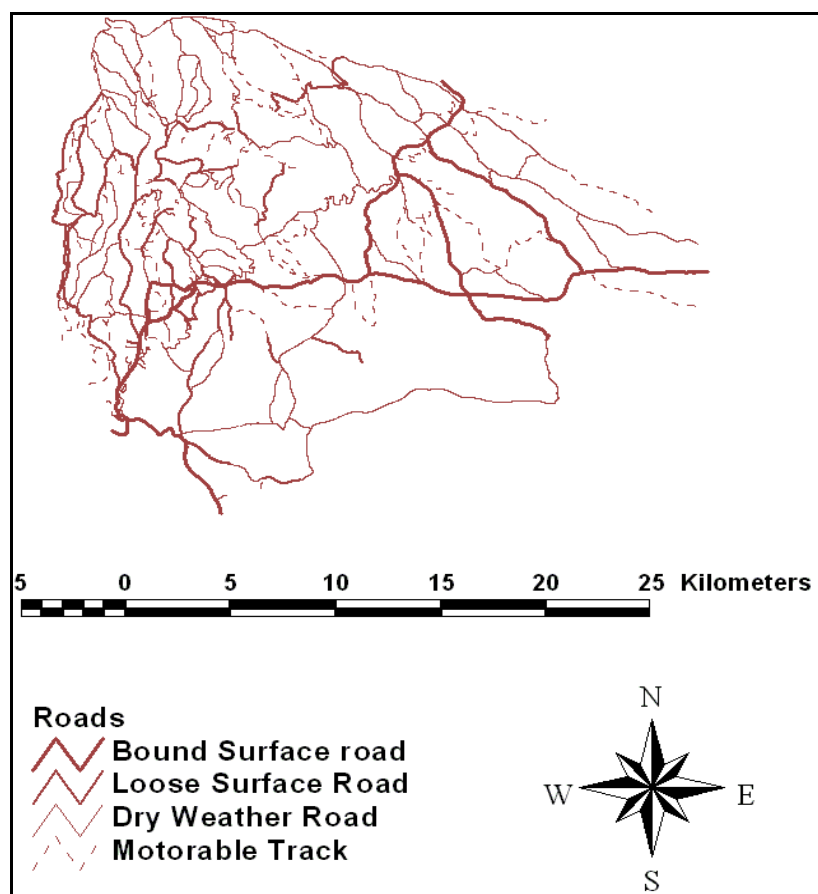 5 0 5 10 15 20 25 Kilometers
Roads
Bound Surface road
Loose Surface Road
Dry Weather Road
Motorable Track
N
W E
S